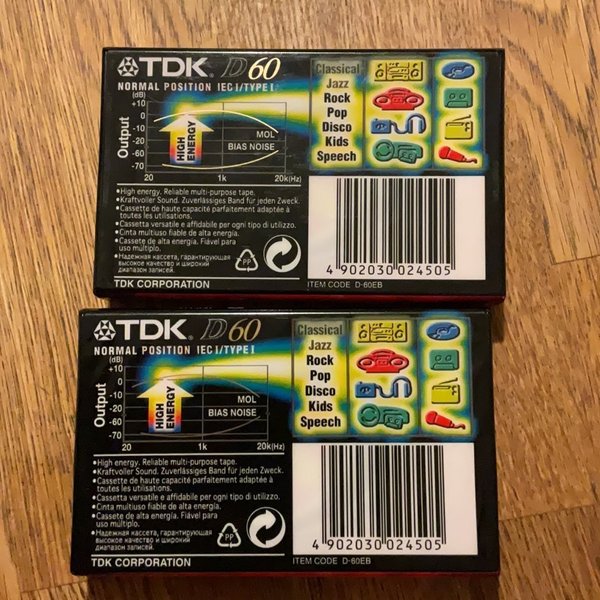 TDK. D60
NORMAL POSITION IEC I/TYPE I
(dB)
+10
0
-10
-50
-60
-70
Output
HIGH ENERGY
MOL
BIAS NOISE
20 1k 20k(Hz)
Classical
Jazz
Rock
Pop
Disco
Kids
Speech
•High energy. Reliable multi-purpose tape.
•Kraftvoller Sound. Zuverlässiges Band für jeden Zweck.
•Cassette de haute capacité parfaitement adaptée à
toutes les utilisations.
•Cassetta versatile e affidabile per ogni tipo di utilizzo.
•Cinta multiuso fiable de alta energía.
•Cassete de alta energia. Fiável para
uso múltiplo.
•Надежная кассета, гарантирующая
высокое качество и широкий
диапазон записей.
PP
TDK CORPORATION
4 902030 024505
ITEM CODE D-60EB
TDK. D60
NORMAL POSITION IEC I/TYPE I
(dB)
+10
0
-10
-50
-60
-70
Output
HIGH ENERGY
MOL
BIAS NOISE
20 1k 20k(Hz)
Classical
Jazz
Rock
Pop
Disco
Kids
Speech
•High energy. Reliable multi-purpose tape.
•Kraftvoller Sound. Zuverlässiges Band für jeden Zweck.
•Cassette de haute capacité parfaitement adaptée à
toutes les utilisations.
•Cassetta versatile e affidabile per ogni tipo di utilizzo.
•Cinta multiuso fiable de alta energía.
•Cassete de alta energia. Fiável para
uso múltiplo.
•Надежная кассета, гарантирующая
высокое качество и широкий
диапазон записей.
PP
TDK CORPORATION
4 902030 024505
ITEM CODE D-60EB